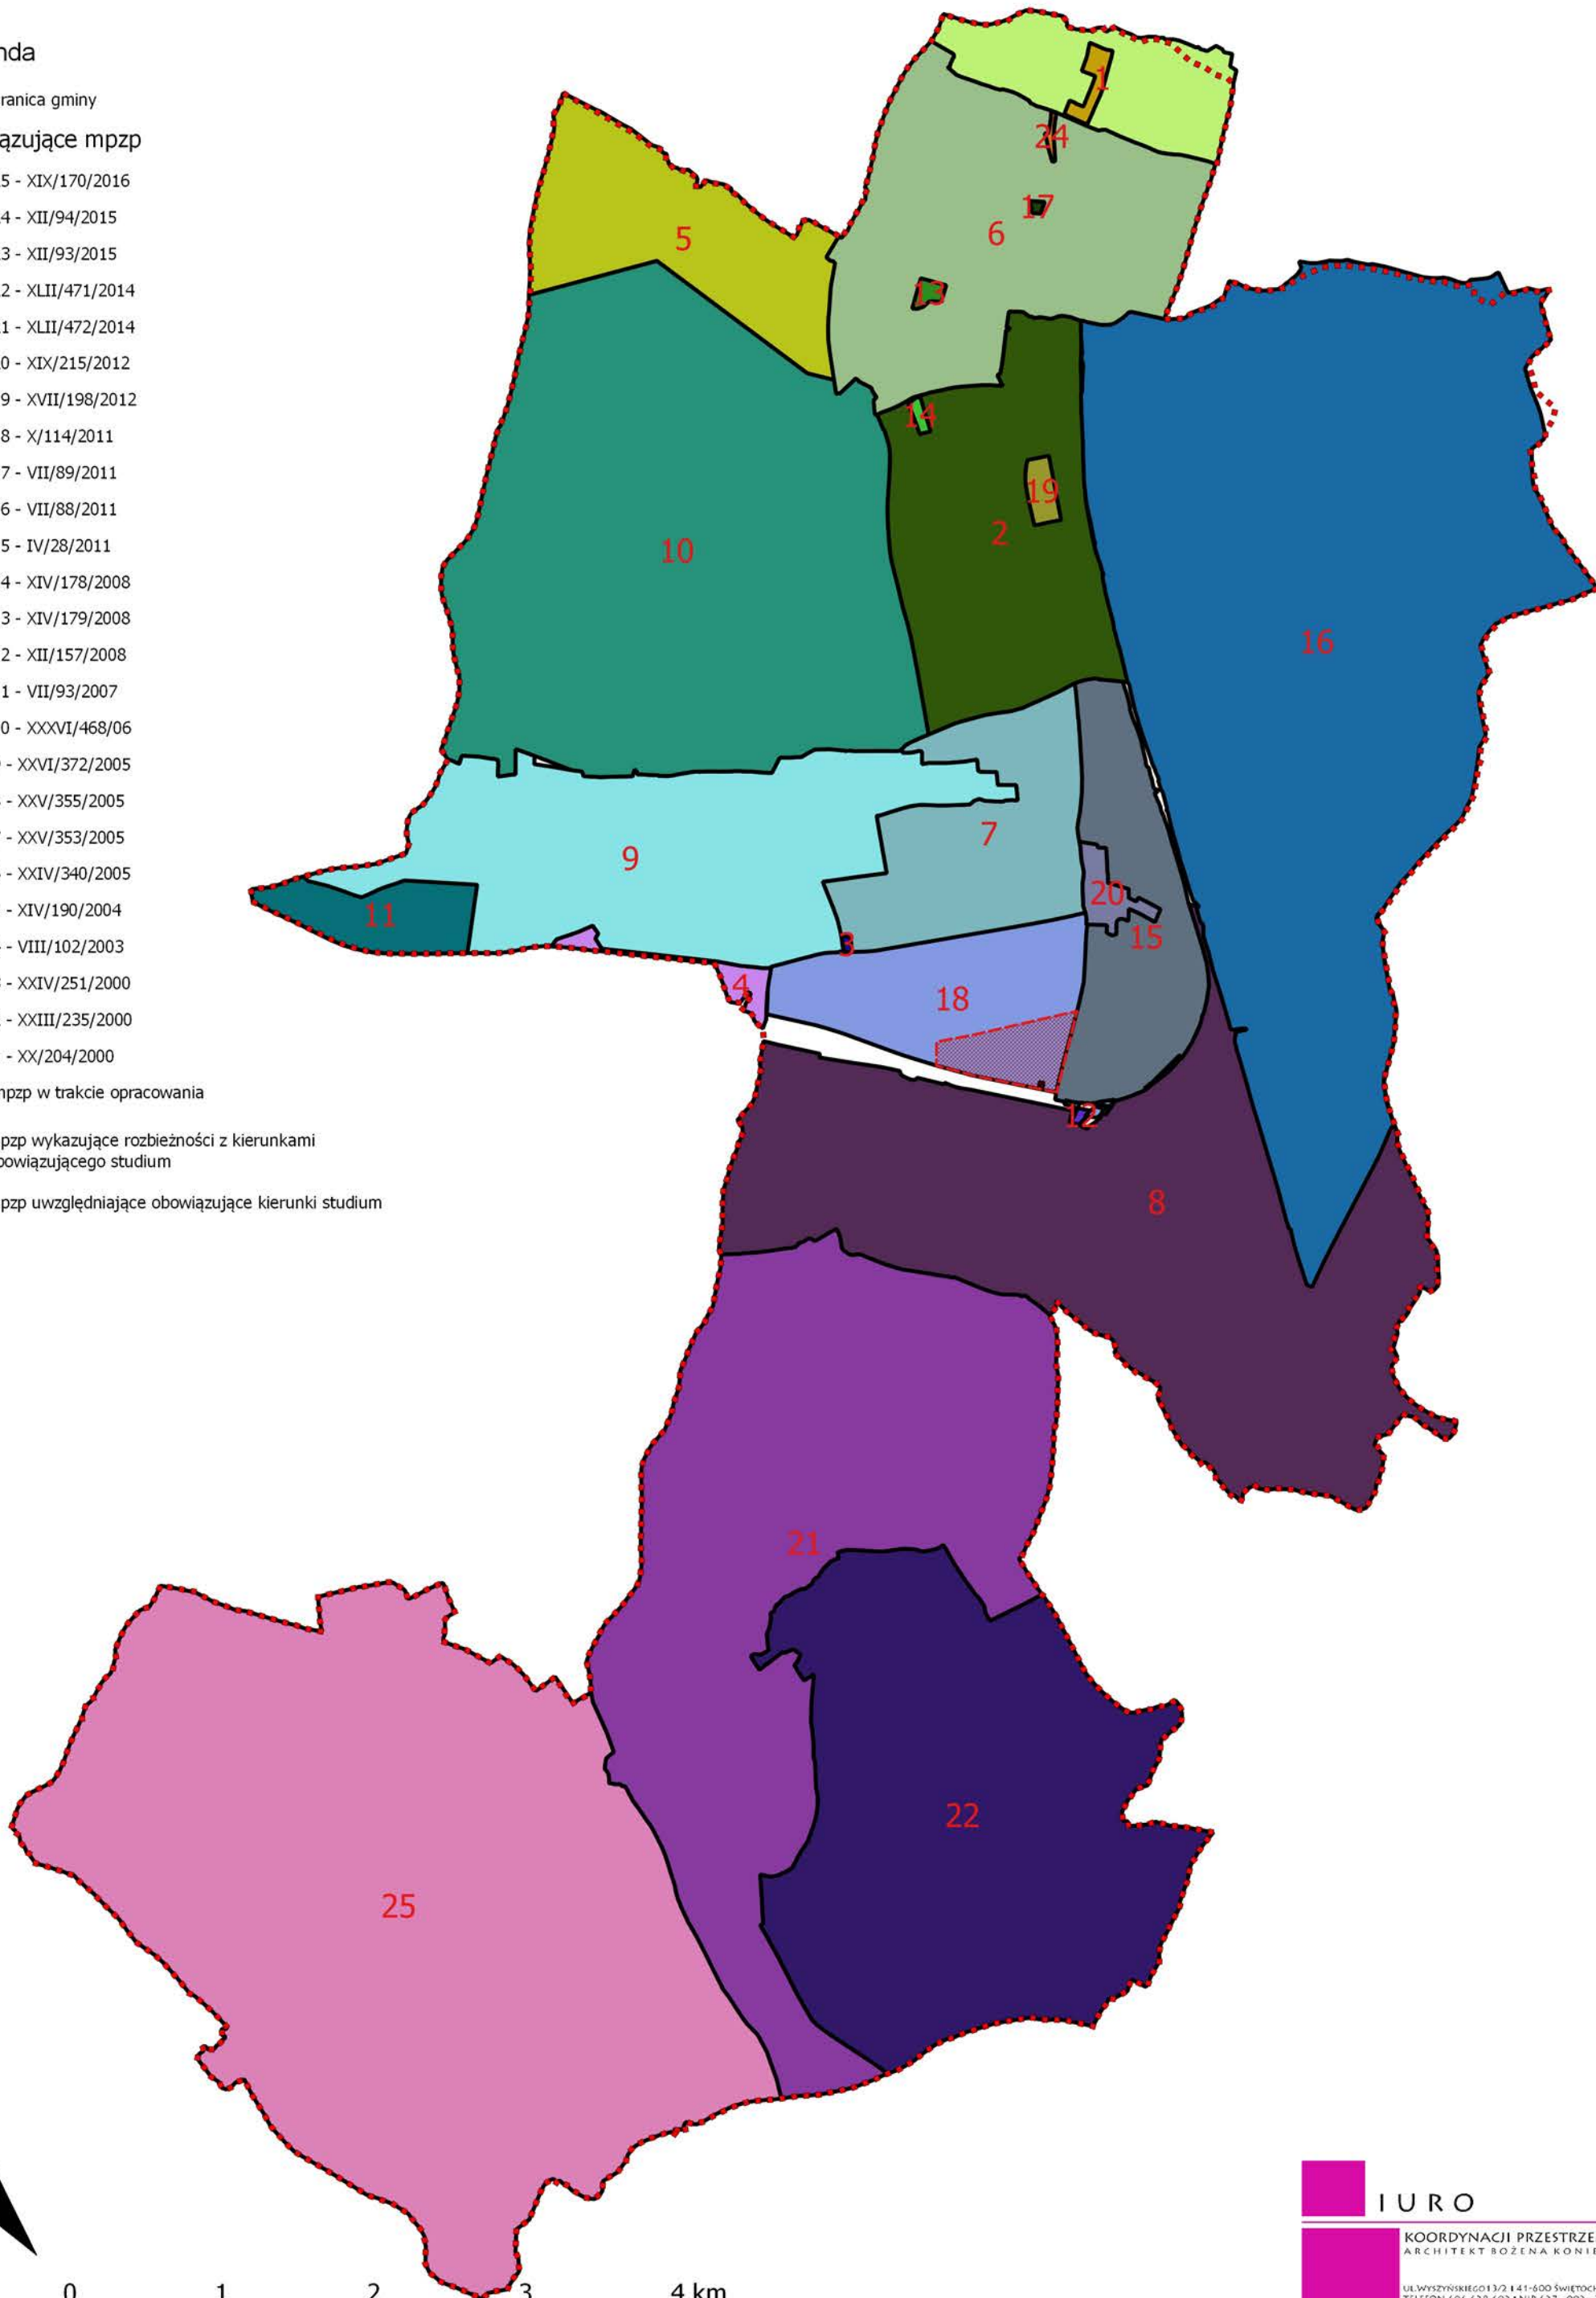 nda
ranica gminy
ązujące mpzp
5 - XIX/170/2016
4 - XII/94/2015
3 - XII/93/2015
2 - XLII/471/2014
1 - XLII/472/2014
0 - XIX/215/2012
9 - XVII/198/2012
8 - X/114/2011
7 - VII/89/2011
6 - VII/88/2011
5 - IV/28/2011
4 - XIV/178/2008
3 - XIV/179/2008
2 - XII/157/2008
1 - VII/93/2007
0 - XXXVI/468/06
- XXVI/372/2005
- XXV/355/2005
- XXV/353/2005
- XXIV/340/2005
- XIV/190/2004
- VIII/102/2003
- XXIV/251/2000
- XXIII/235/2000
- XX/204/2000
mpzp w trakcie opracowania
pzp wykazujące rozbieżności z kierunkami
bowiązującego studium
pzp uwzględniające obowiązujące kierunki studium
1
24
17
5
6
13
14
19
2
10
16
7
9
20
11
15
3
4
18
12
8
21
22
25
0 1 2 3 4 km
IURO
KOORDYNACJI PRZESTRZE
ARCHITEKT BOŻENA KONIE
UL.WYSZYŃSKIEGO13/2 I 41-600 ŚWIĘTOCH